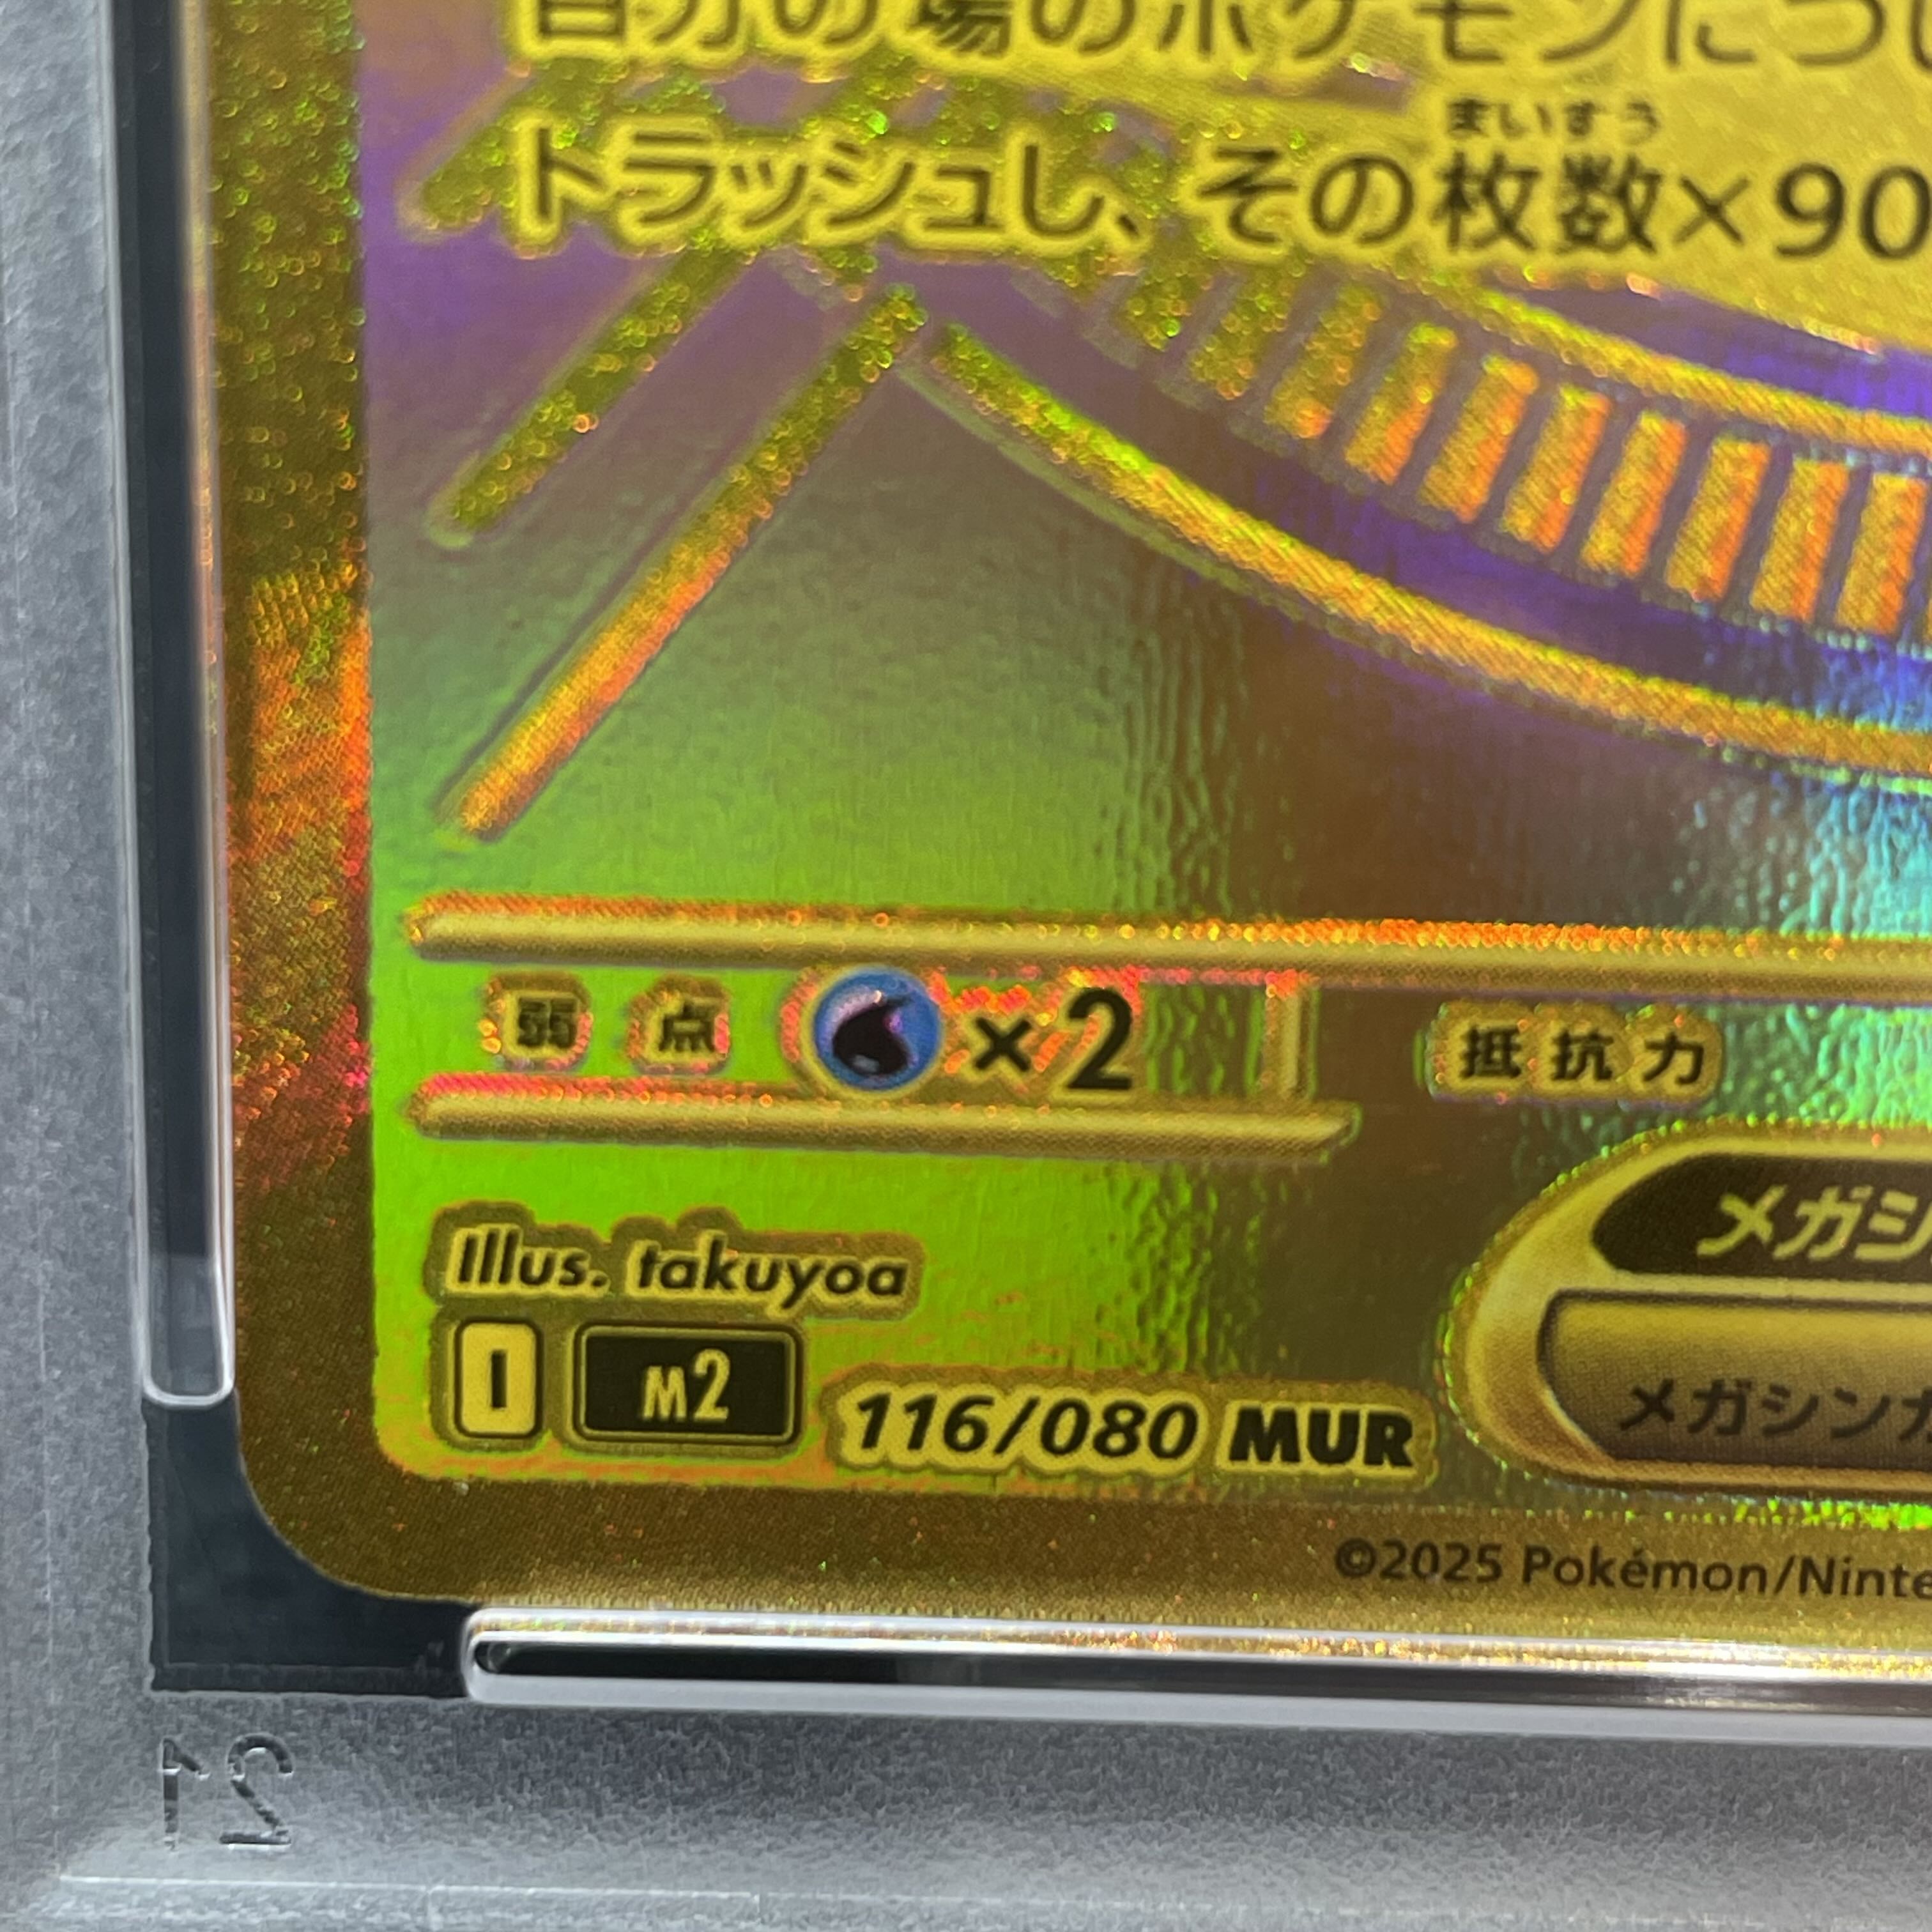 自分の場のポケモンについ
まいすう
トラッシュし、その枚数×90
弱点 ×2 抵抗力
メガシ
Illus. takuyoa
I M2 116/080 MUR
メガシンカ
©2025 Pokémon/Ninte
21